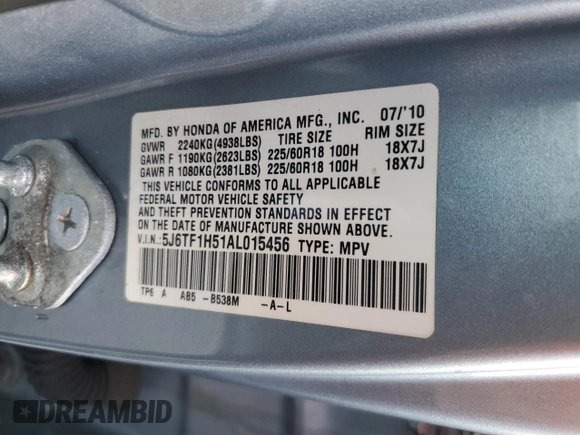 MFD. BY HONDA OF AMERICA MFG., INC. 07/'10
GVWR 2240KG(4938LBS) TIRE SIZE RIM SIZE
GAWR F 1190KG(2623LBS) 225/60R18 100H 18X7J
GAWR R 1080KG(2381LBS) 225/60R18 100H 18X7J
THIS VEHICLE CONFORMS TO ALL APPLICABLE
FEDERAL MOTOR VEHICLE SAFETY
AND THEFT PREVENTION STANDARDS IN EFFECT
ON THE DATE OF MANUFACTURE SHOWN ABOVE.
V.I.N.:5J6TF1H51AL015456 TYPE: MPV
TP6 A AB5 -B538M -A-L
DREAMBID